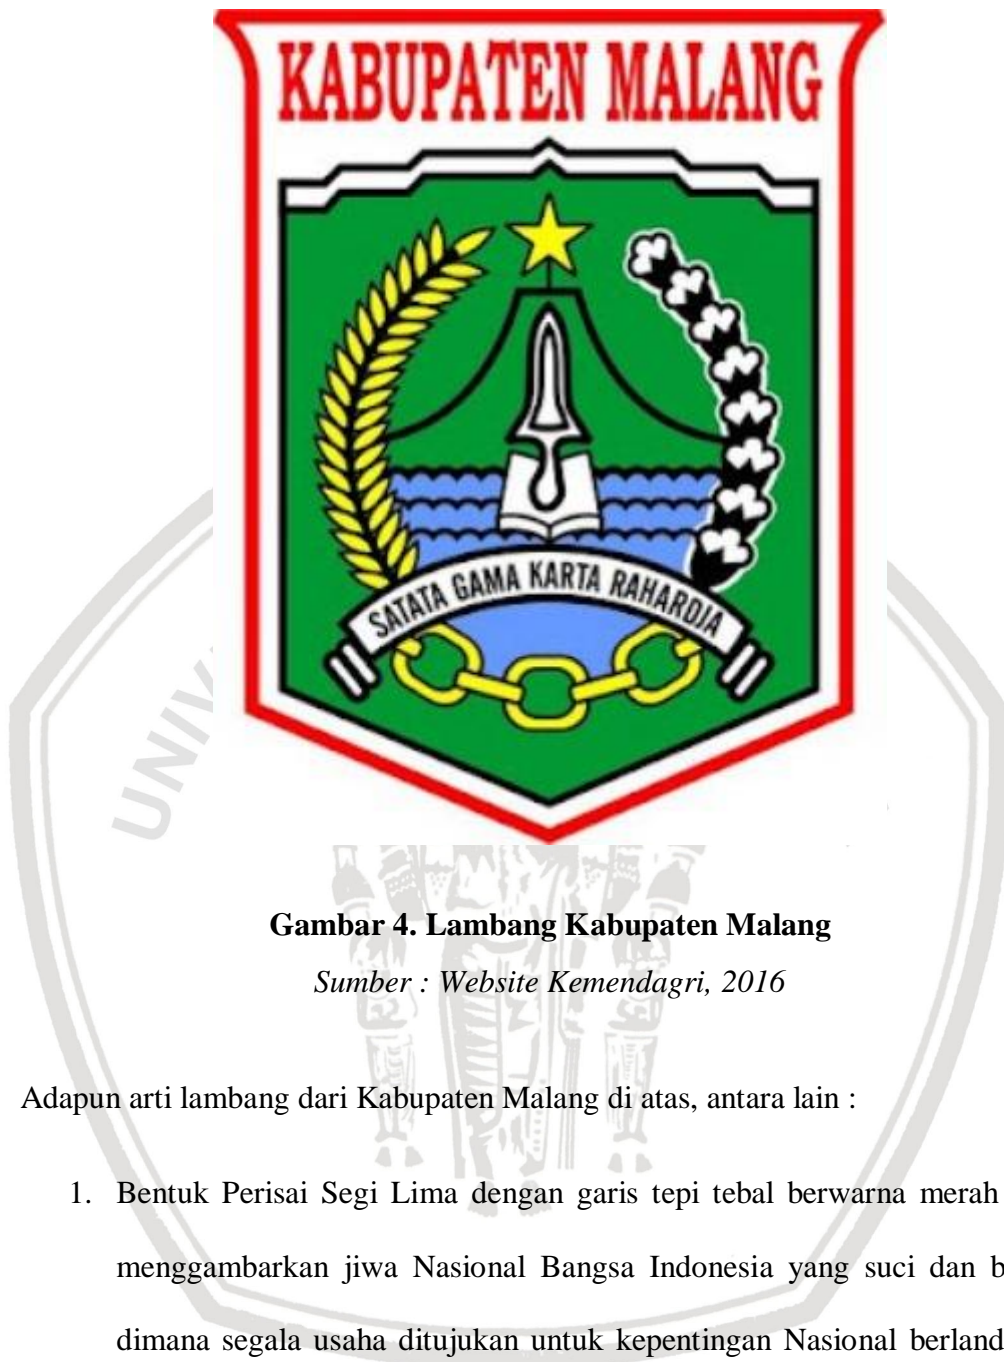 KABUPATEN MALANG
SATATA GAMA KARTA RAHARDJA
Gambar 4. Lambang Kabupaten Malang
Sumber : Website Kemendagri, 2016
Adapun arti lambang dari Kabupaten Malang di atas, antara lain :
1. Bentuk Perisai Segi Lima dengan garis tepi tebal berwarna merah
menggambarkan jiwa Nasional Bangsa Indonesia yang suci dan
dimana segala usaha ditujukan untuk kepentingan Nasional